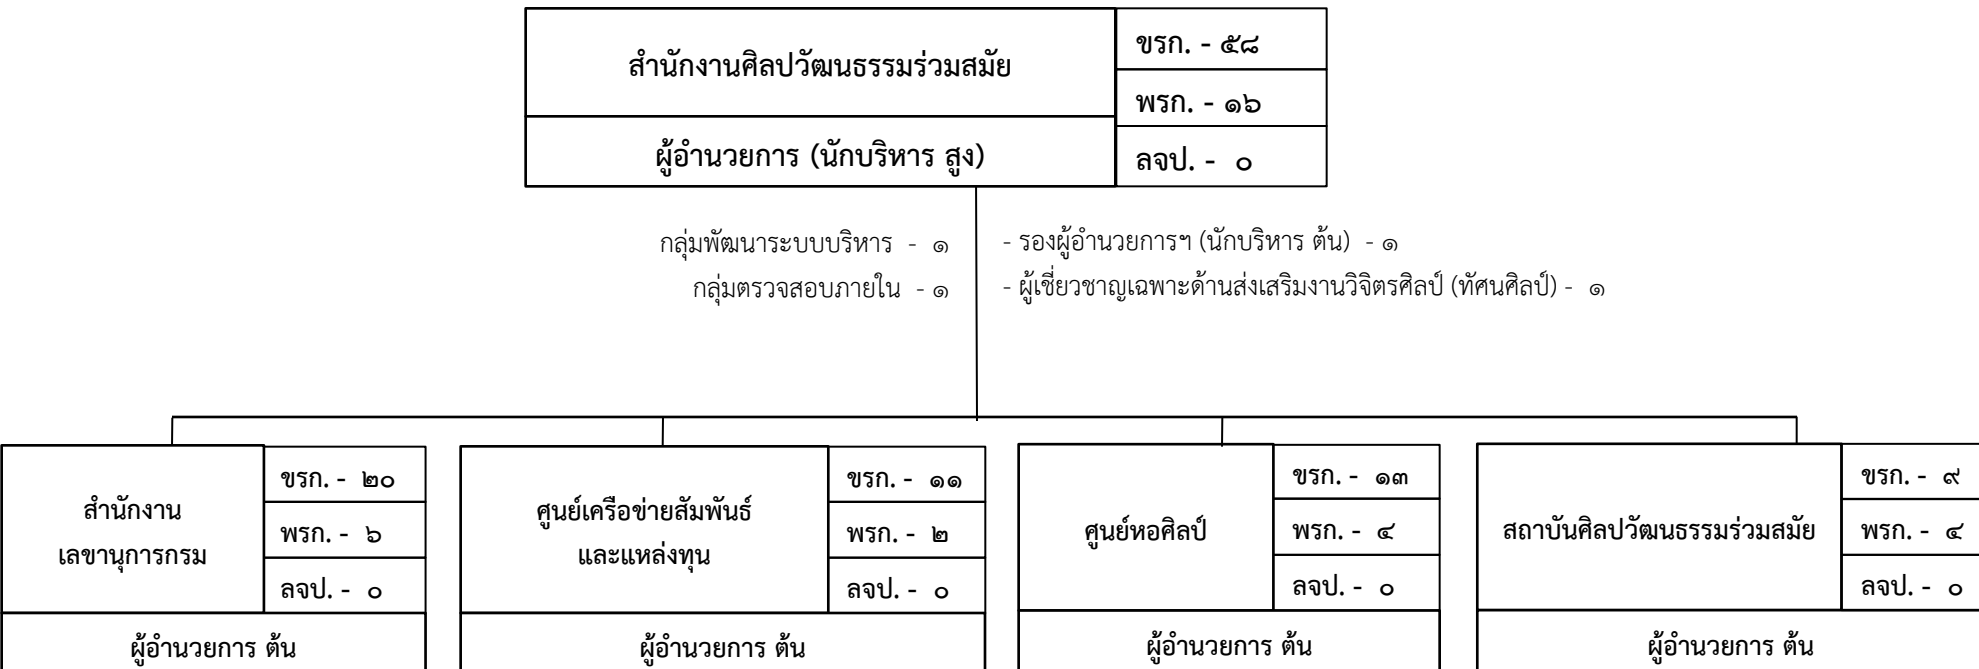 สำนักงานศิลปวัฒนธรรมร่วมสมัย
ผู้อำนวยการ (นักบริหาร สูง)
ขรก. - ๕๘
พรก. - ๑๖
ลจป. - ๐
กลุ่มพัฒนาระบบบริหาร - ๑
กลุ่มตรวจสอบภายใน - ๑
- รองผู้อำนวยการฯ (นักบริหาร ต้น) - ๑
- ผู้เชี่ยวชาญเฉพาะด้านส่งเสริมงานวิจิตรศิลป์ (ทัศนศิลป์) - ๑
สำนักงาน
เลขานุการกรม
ขรก. - ๒๐
พรก. - ๖
ลจป. - ๐
ผู้อำนวยการ ต้น
ศูนย์เครือข่ายสัมพันธ์
และแหล่งทุน
ขรก. - ๑๑
พรก. - ๒
ลจป. - ๐
ผู้อำนวยการ ต้น
ศูนย์หอศิลป์
ขรก. - ๑๓
พรก. - ๔
ลจป. - ๐
ผู้อำนวยการ ต้น
สถาบันศิลปวัฒนธรรมร่วมสมัย
ขรก. - ๙
พรก. - ๔
ลจป. - ๐
ผู้อำนวยการ ต้น